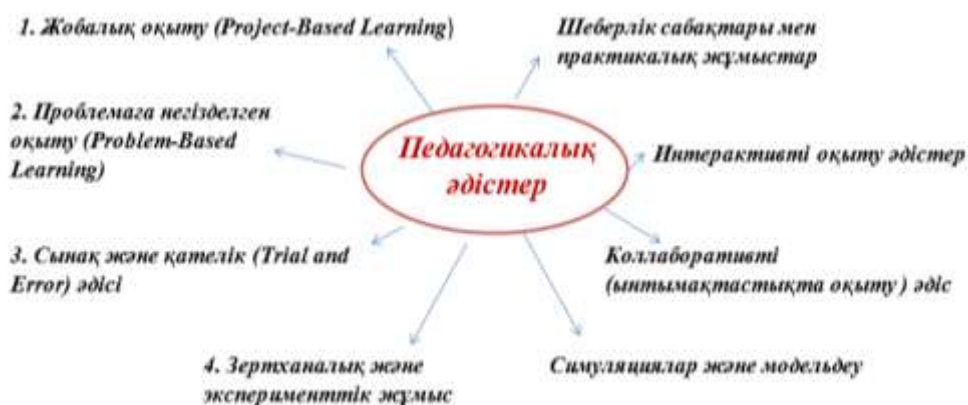 1. Жобалық оқыту (Project-Based Learning)
Шеберлік сабақтары мен
практикалық жұмыстар
2. Проблемаға негізделген
оқыту (Problem-Based
Learning)
Педагогикалық
әдістер
Интерактивті оқыту әдістер
3. Сынақ және қателік (Trial and
Error) әдісі
Коллаборативті
(ынтымақтастықта оқыту ) әдіс
4. Зертханалық және
эксперименттік жұмыс
Симуляциялар және модельдеу